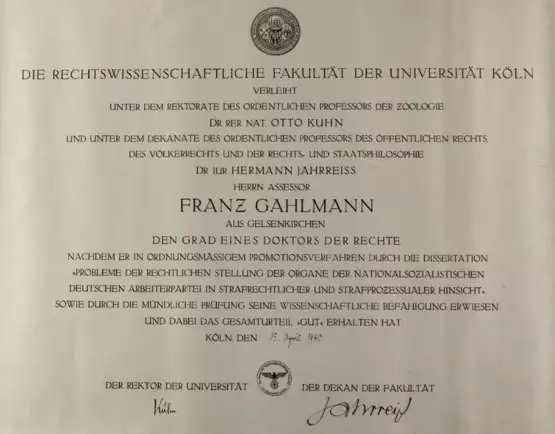 DIE RECHTSWISSENSCHAFTLICHE FAKULTÄT DER UNIVERSITÄT KÖLN
VERLEIHT
UNTER DEM REKTORATE DES ORDENTLICHEN PROFESSORS DER ZOOLOGIE
DR. RER. NAT. OTTO KUHN
UND UNTER DEM DEKANATE DES ORDENTLICHEN PROFESSORS DES ÖFFENTLICHEN RECHTS,
DES VÖLKERRECHTS UND DER RECHTS- UND STAATSPHILOSOPHIE
DR IUR HERMANN JAHRREISS
HERRN ASSESSOR
FRANZ GAHLMANN
AUS GELSENKIRCHEN
DEN GRAD EINES DOKTORS DER RECHTE
NACHDEM ER IN ORDNUNGSMÄSSIGEM PROMOTIONSVERFAHREN DURCH DIE DISSERTATION
»PROBLEME DER RECHTLICHEN STELLUNG DER ORGANE DER NATIONALSOZIALISTISCHEN
DEUTSCHEN ARBEITERPARTEI IN STRAFRECHTLICHER UND STRAFPROZESSUALER HINSICHT«
SOWIE DURCH DIE MÜNDLICHE PRÜFUNG SEINE WISSENSCHAFTLICHE BEFÄHIGUNG ERWIESEN
UND DABEI DAS GESAMTURTEIL »GUT« ERHALTEN HAT
KÖLN, DEN 15. April 1940
DER REKTOR DER UNIVERSITÄT DER DEKAN DER FAKULTÄT
Kuhn Jahrreiß